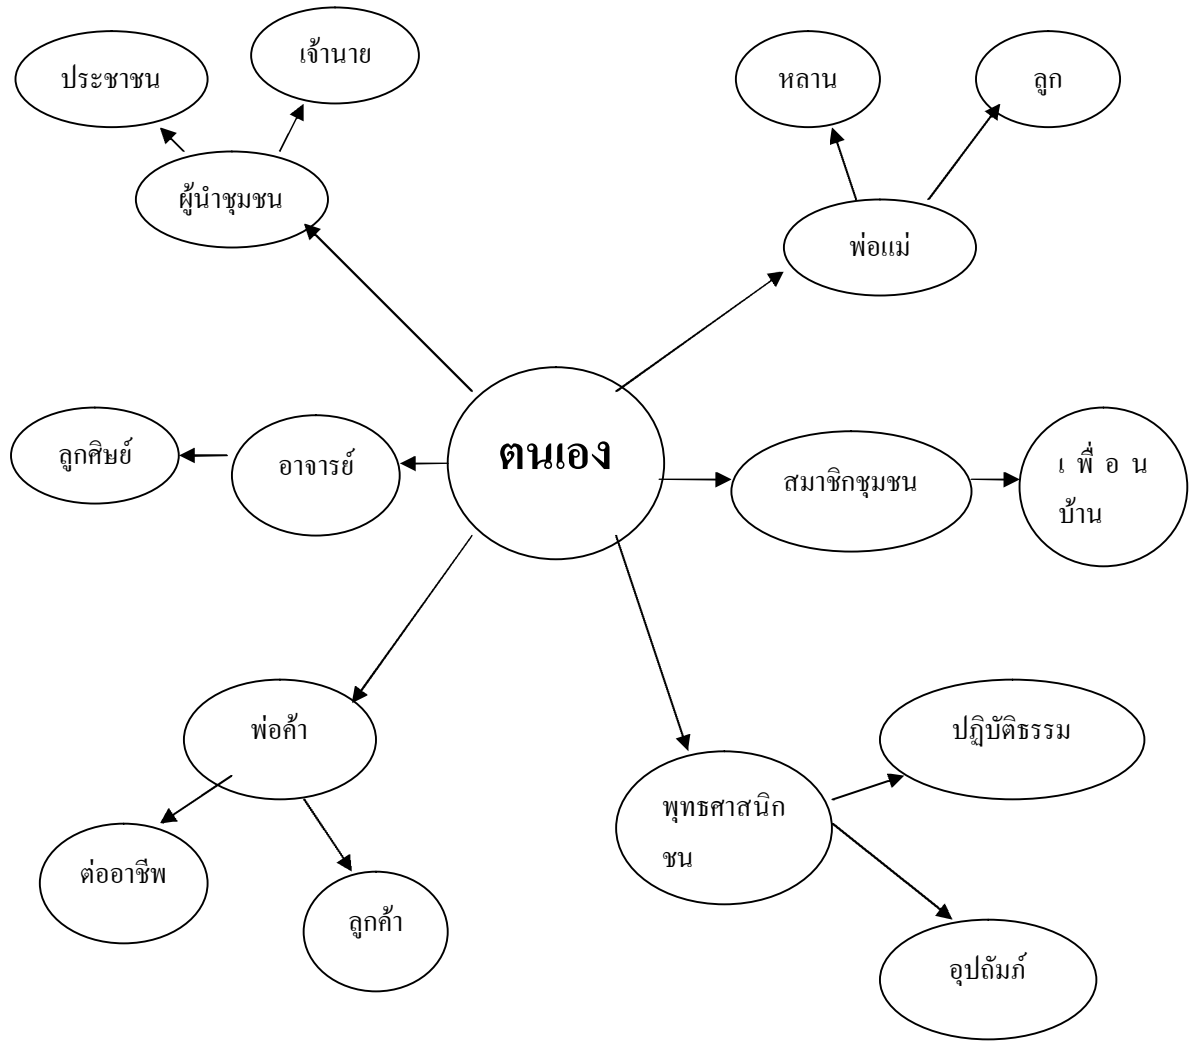 เจ้านาย
ประชาชน
หลาน
ลูก
ผู้นำชุมชน
พ่อแม่
ลูกศิษย์
อาจารย์
ตนเอง
สมาชิกชุมชน
เ พื่ อ น
บ้าน
พ่อค้า
ปฏิบัติธรรม
พุทธศาสนิก
ชน
ต่ออาชีพ
ลูกค้า
อุปถัมภ์